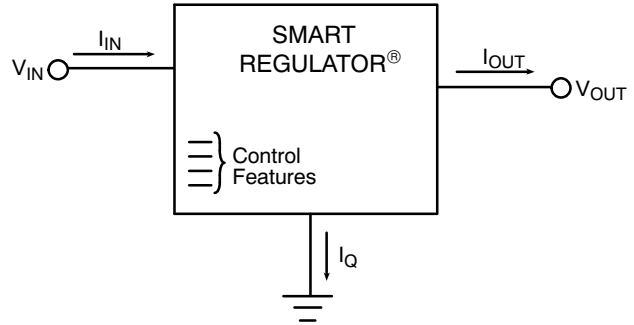 SMART
REGULATOR®
I_IN
V_IN
I_OUT
V_OUT
Control
Features
I_Q